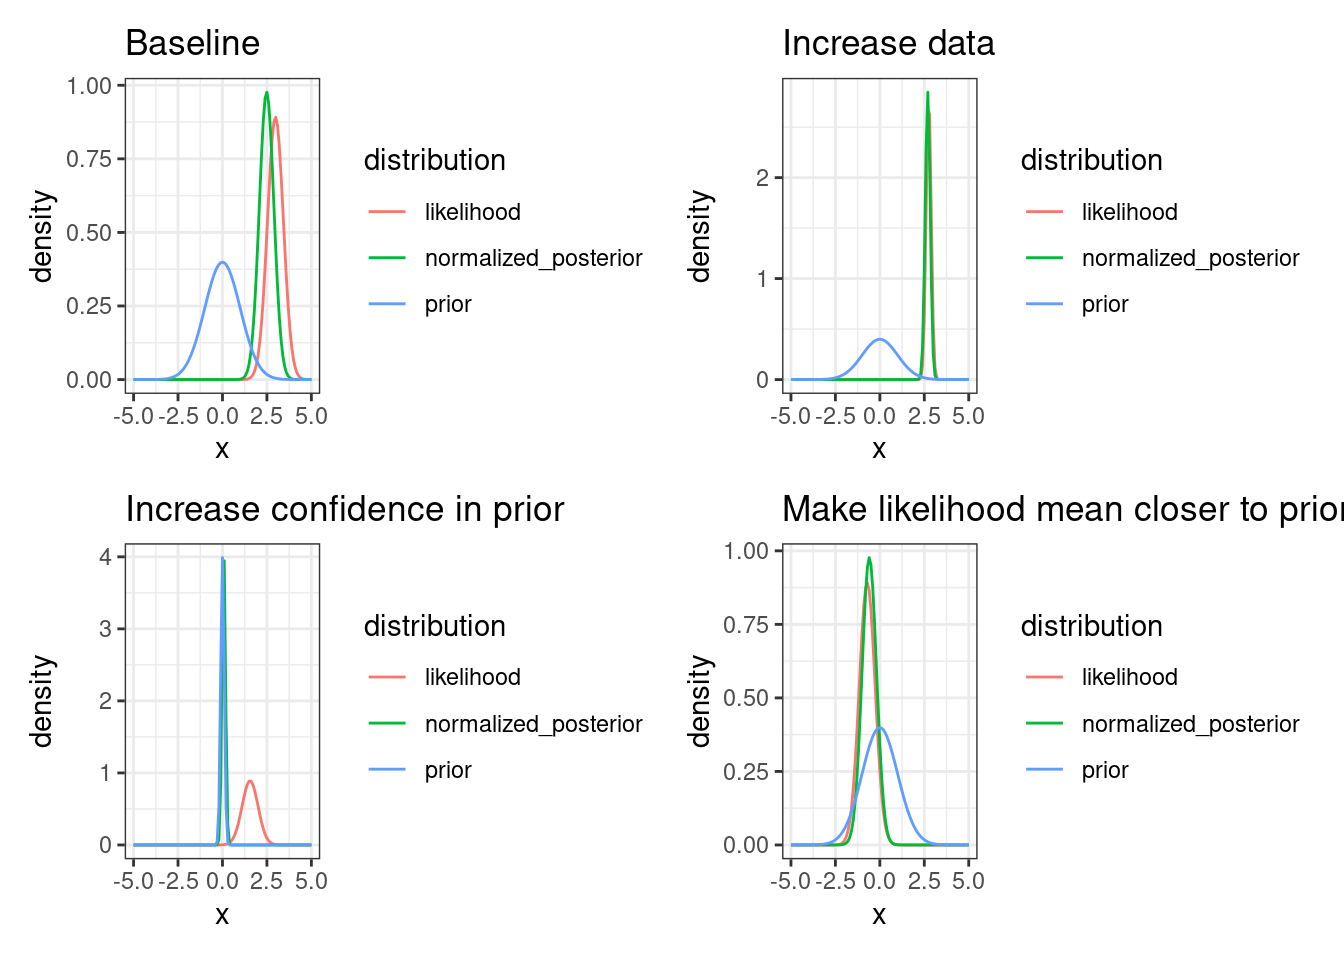 Baseline
1.00
0.75
0.50
0.25
0.00
density
-5.0 -2.5 0.0 2.5 5.0
x
distribution
likelihood
normalized_posterior
prior
Increase data
2
1
0
density
-5.0 -2.5 0.0 2.5 5.0
x
distribution
likelihood
normalized_posterior
prior
Increase confidence in prior
4
3
2
1
0
density
-5.0 -2.5 0.0 2.5 5.0
x
distribution
likelihood
normalized_posterior
prior
Make likelihood mean closer to prior
1.00
0.75
0.50
0.25
0.00
density
-5.0 -2.5 0.0 2.5 5.0
x
distribution
likelihood
normalized_posterior
prior